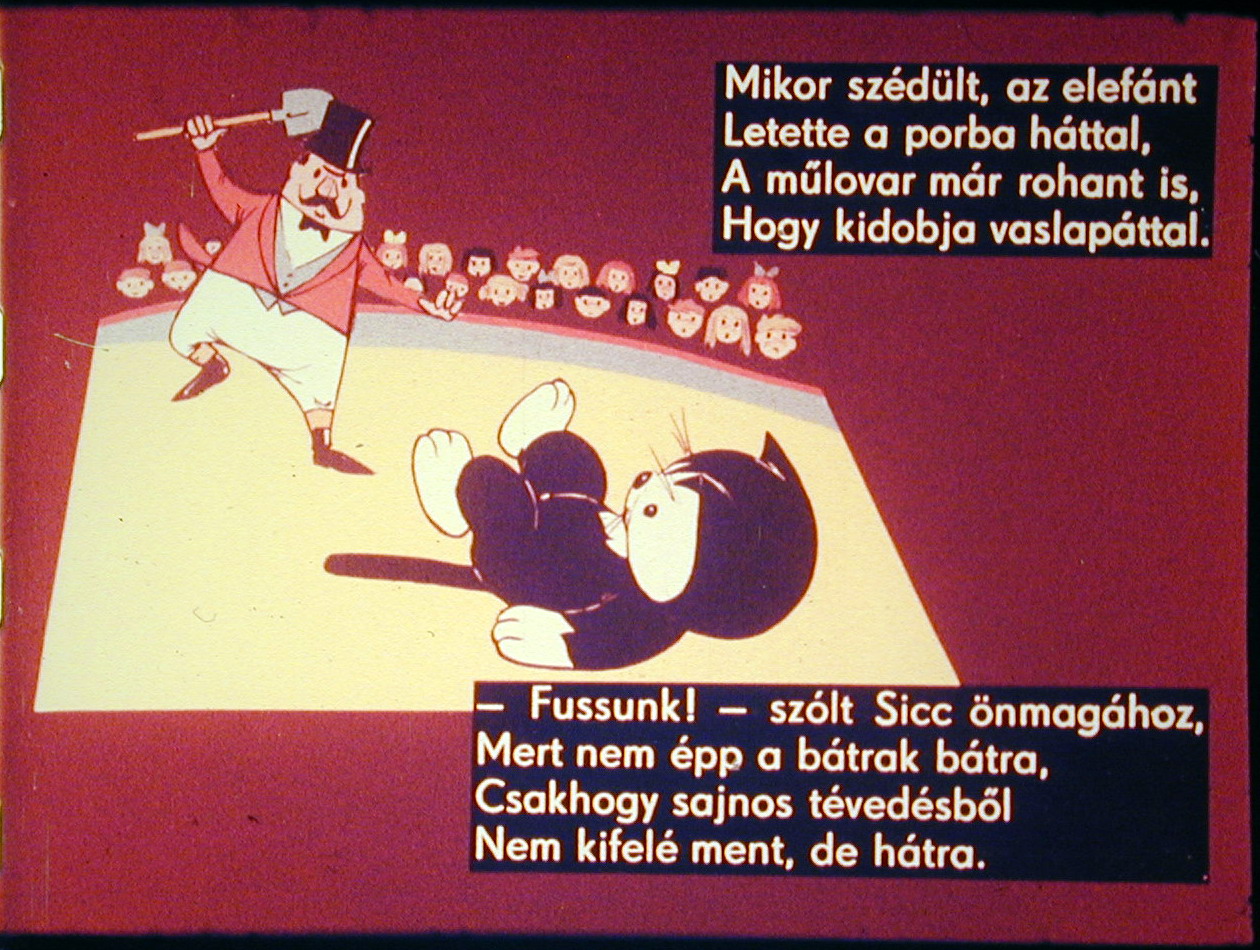 Mikor szédült, az elefánt
Letette a porba háttal,
A műlovar már rohant is,
Hogy kidobja vaslapáttal.
— Fussunk! — szólt Sicc önmagához,
Mert nem épp a bátrak bátra,
Csakhogy sajnos tévedésből
Nem kifelé ment, de hátra.